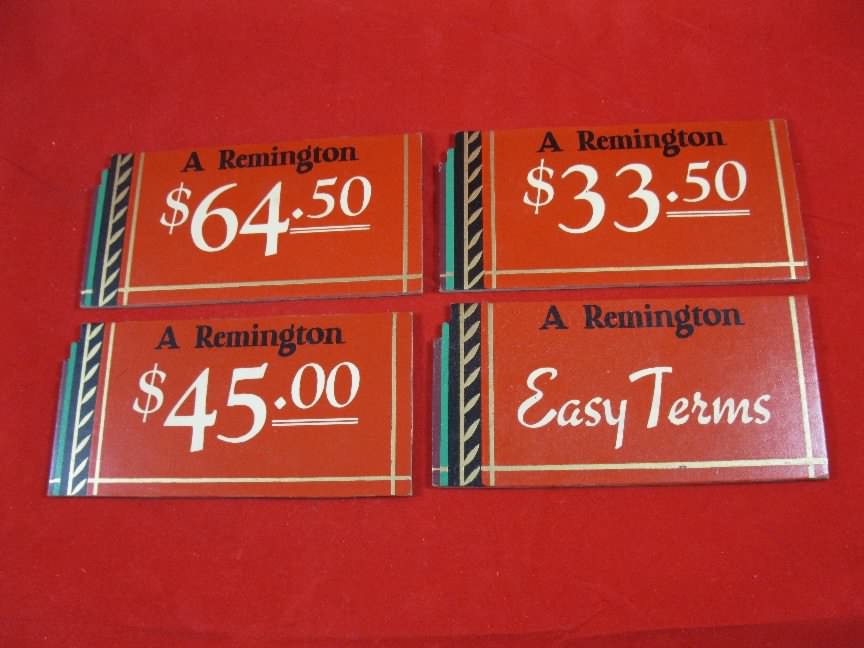 A Remington
$64.50
A Remington
$33.50
A Remington
$45.00
A Remington
Easy Terms